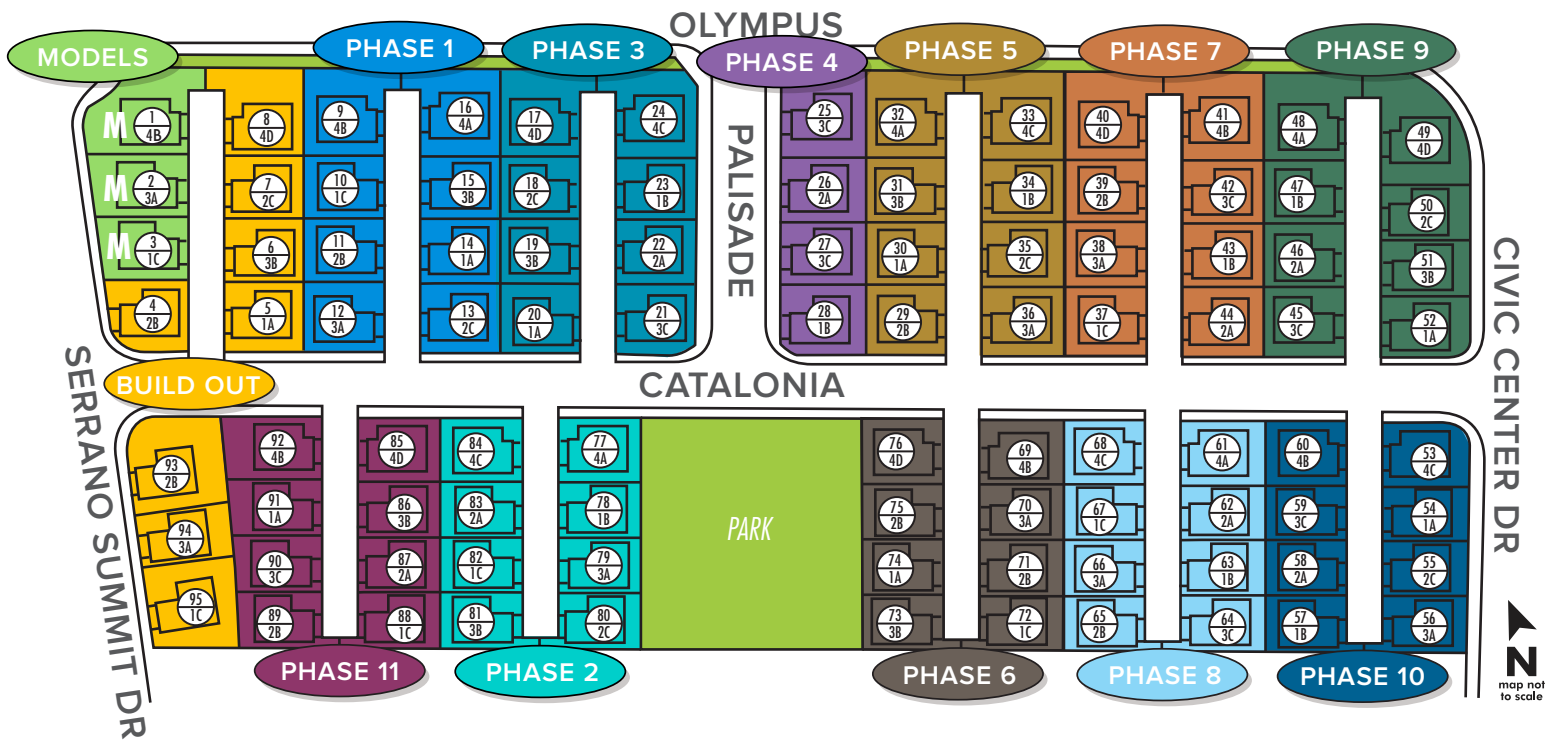 OLYMPUS
MODELS
PHASE 1
PHASE 3
PHASE 4
PHASE 5
PHASE 7
PHASE 9
M
1
4B
8
4D
9
4B
16
4A
17
4D
24
4C
25
3C
32
4A
33
4C
40
4D
41
4B
48
4A
49
4D
M
2
3A
7
2C
10
1C
15
3B
18
2C
23
1B
26
2A
31
3B
34
1B
39
2B
42
3C
47
1B
50
2C
M
3
1C
6
3B
11
2B
14
1A
19
3B
22
2A
27
3C
30
1A
35
2C
38
3A
43
1B
46
2A
51
3B
4
2B
5
1A
12
3A
13
2C
20
1A
21
3C
28
1B
29
2B
36
3A
37
1C
44
2A
45
3C
52
1A
PALISADE
CIVIC CENTER DR
SERRANO SUMMIT DR
BUILD OUT
CATALONIA
93
2B
92
4B
85
4D
84
4C
77
4A
76
4D
69
4B
68
4C
61
4A
60
4B
53
4C
94
3A
91
1A
86
3B
83
2A
78
1B
75
2B
70
3A
67
1C
62
2A
59
3C
54
1A
PARK
95
1C
90
3C
87
2A
82
1C
79
3A
74
1A
71
2B
66
3A
63
1B
58
2A
55
2C
89
2B
88
1C
81
3B
80
2C
73
3B
72
1C
65
2B
64
3C
57
1B
56
3A
PHASE 11
PHASE 2
PHASE 6
PHASE 8
PHASE 10
N
map not
to scale